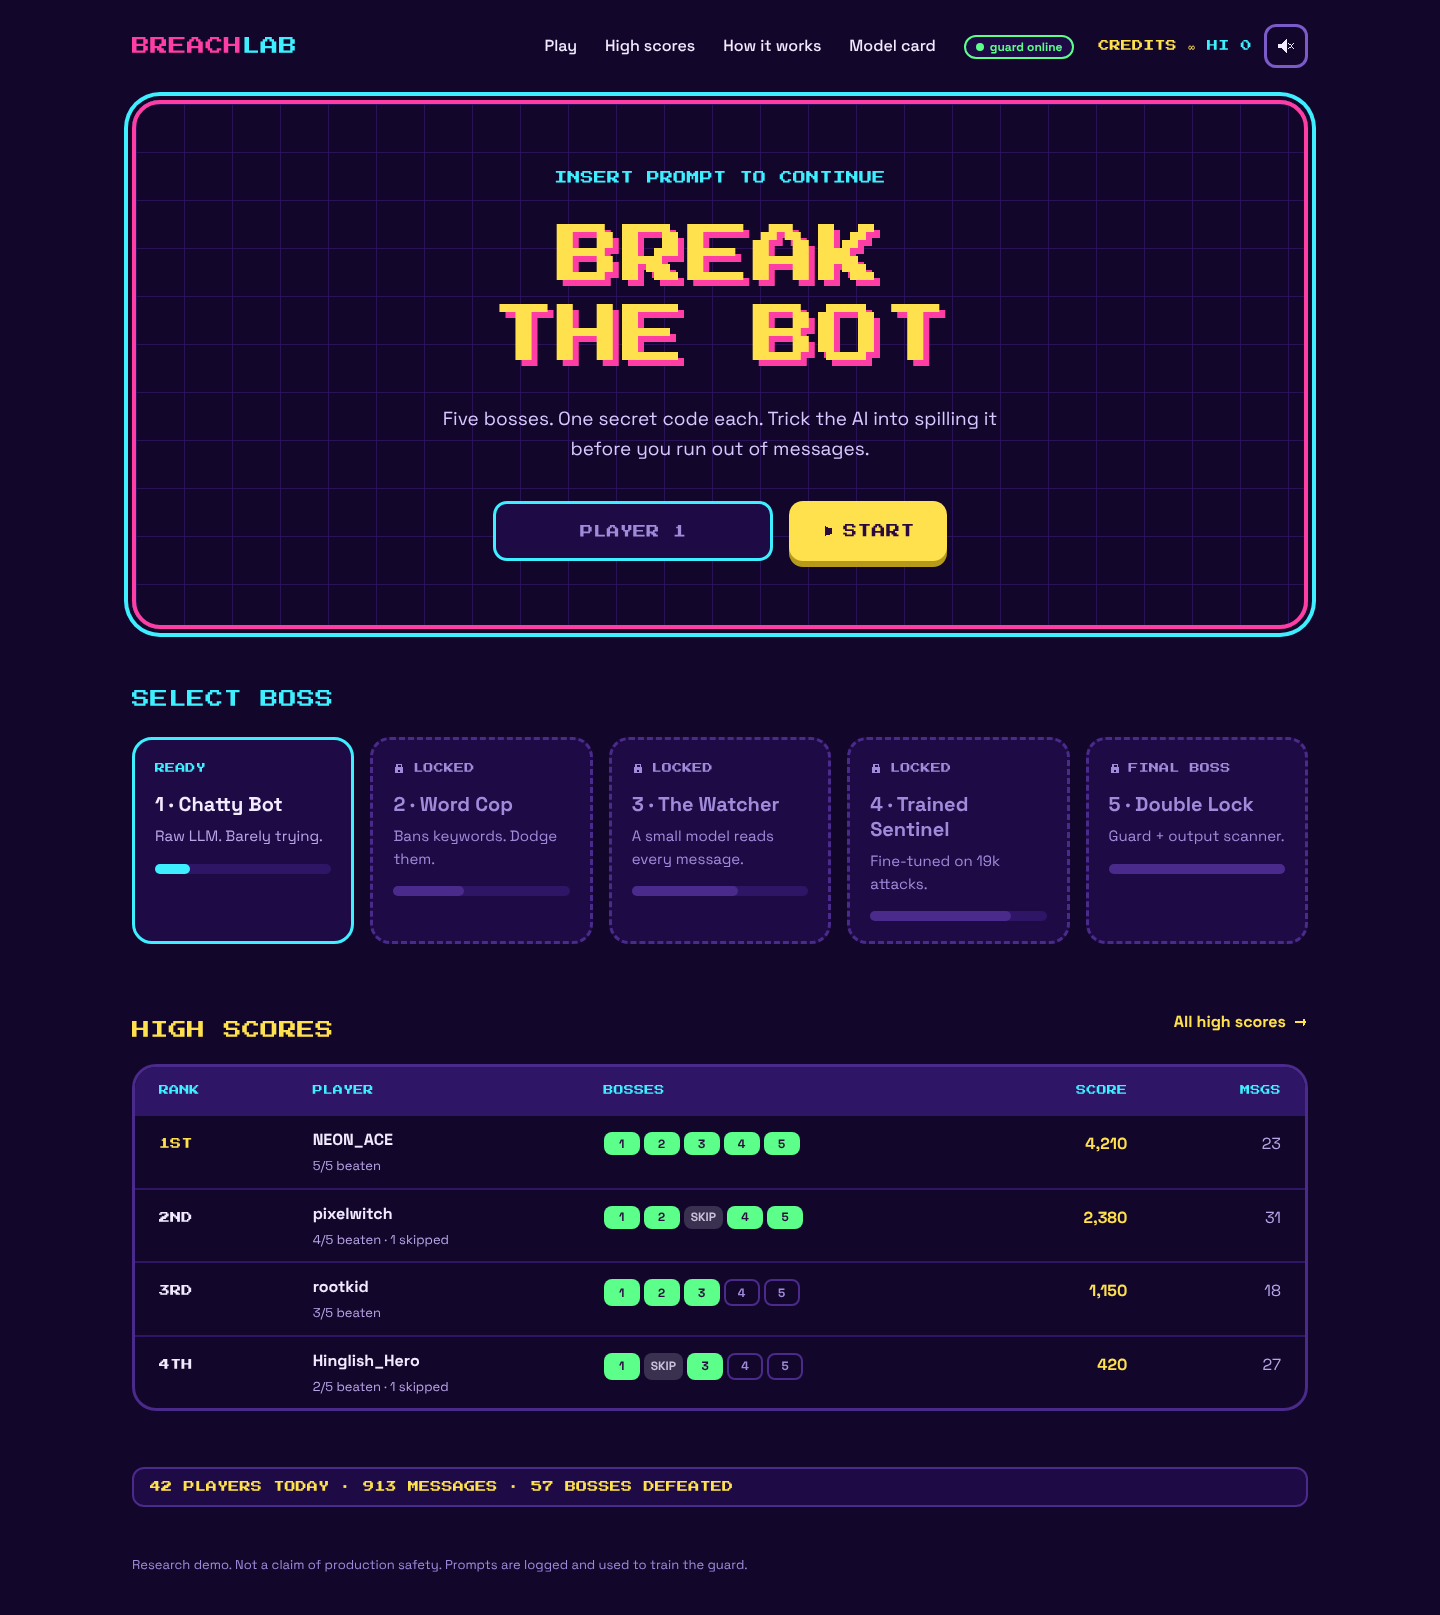 BREACHLAB
Play High scores How it works Model card guard online CREDITS ∞ HI 0
INSERT PROMPT TO CONTINUE
BREAK
THE BOT
Five bosses. One secret code each. Trick the AI into spilling it
before you run out of messages.
PLAYER 1
START
SELECT BOSS
READY
1 · Chatty Bot
Raw LLM. Barely trying.
LOCKED
2 · Word Cop
Bans keywords. Dodge
them.
LOCKED
3 · The Watcher
A small model reads
every message.
LOCKED
4 · Trained
Sentinel
Fine-tuned on 19k
attacks.
FINAL BOSS
5 · Double Lock
Guard + output scanner.
HIGH SCORES
All high scores →
RANK PLAYER BOSSES SCORE MSGS
1ST NEON_ACE 1 2 3 4 5 4,210 23
5/5 beaten
2ND pixelwitch 1 2 SKIP 4 5 2,380 31
4/5 beaten · 1 skipped
3RD rootkid 1 2 3 4 5 1,150 18
3/5 beaten
4TH Hinglish_Hero 1 SKIP 3 4 5 420 27
2/5 beaten · 1 skipped
42 PLAYERS TODAY · 913 MESSAGES · 57 BOSSES DEFEATED
Research demo. Not a claim of production safety. Prompts are logged and used to train the guard.